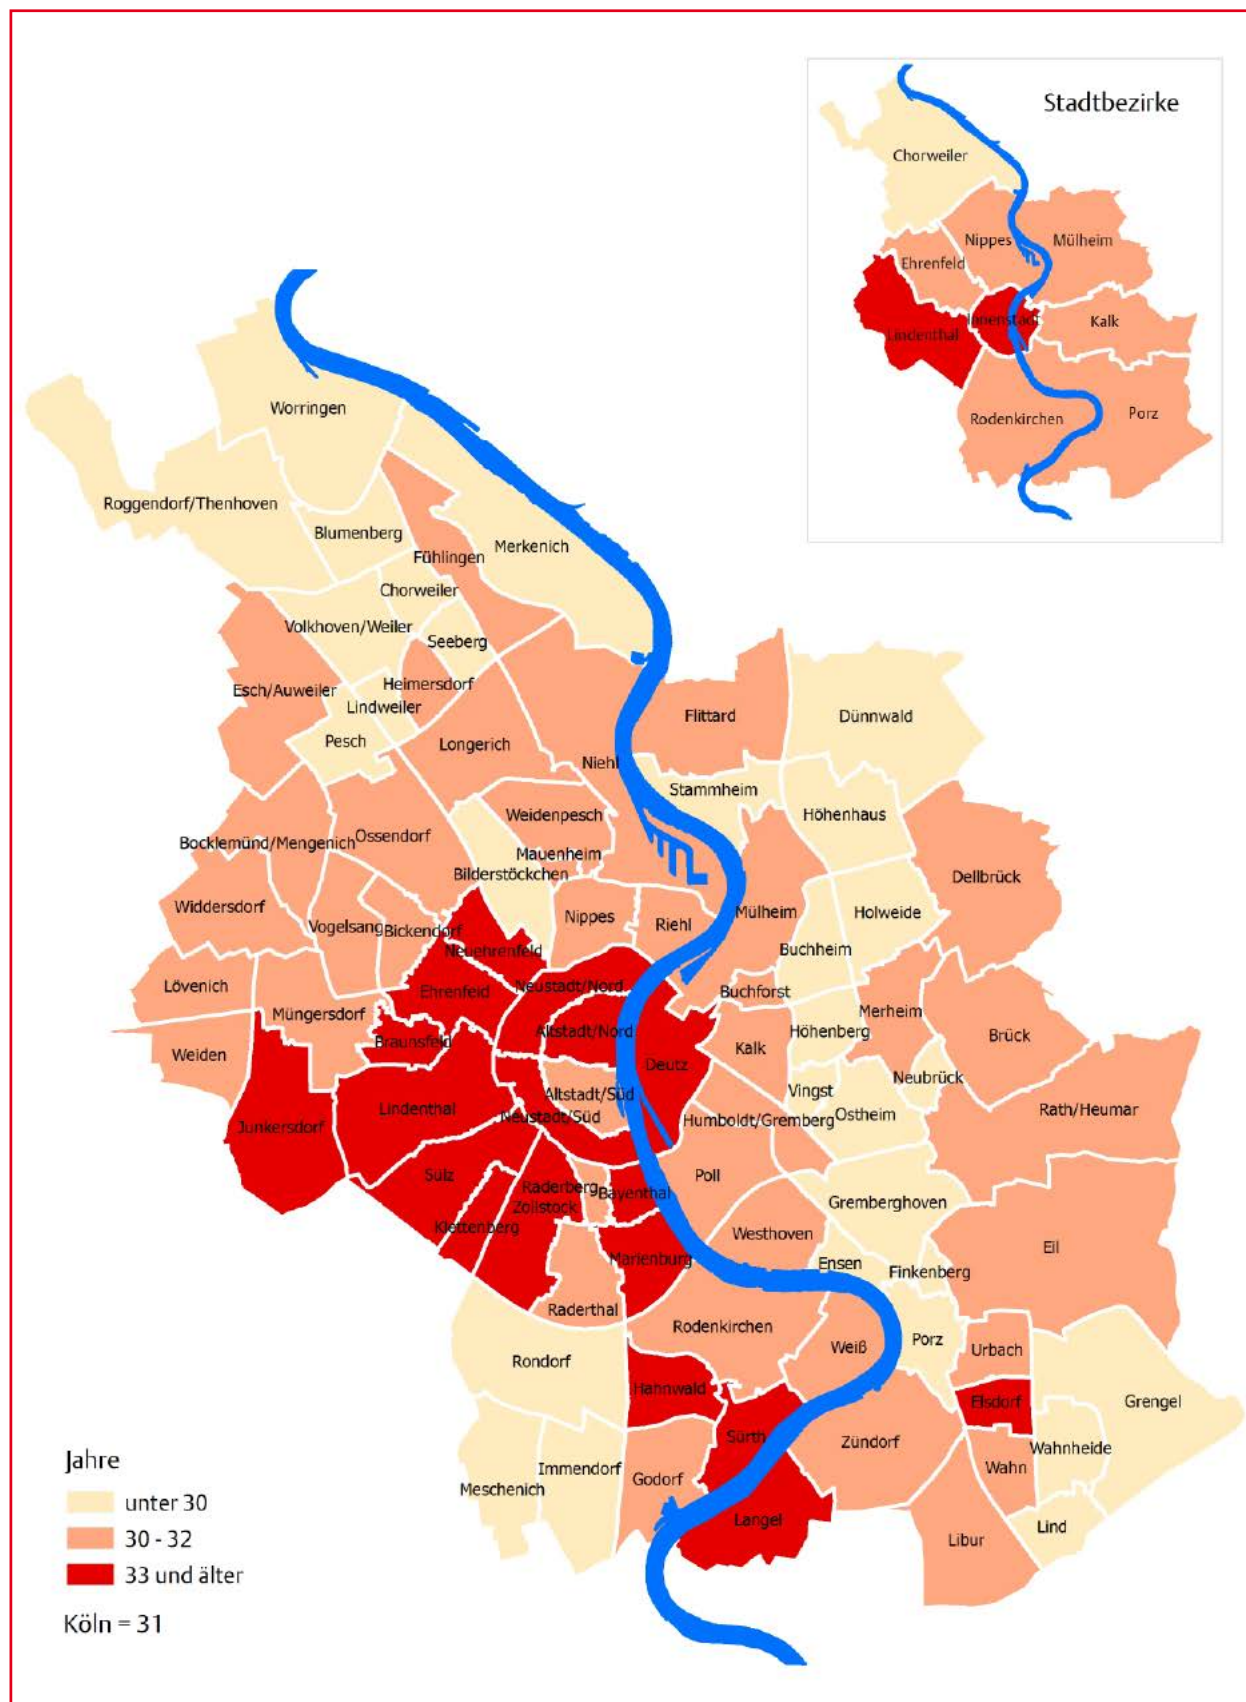 Stadtbezirke
Chorweiler
Nippes
Mülheim
Ehrenfeld
Innenstadt
Kalk
Lindenthal
Rodenkirchen
Porz
Worringen
Roggendorf/Thenhoven
Blumenberg
Merkenich
Fühlingen
Chorweiler
Volkhoven/Weiler
Seeberg
Heimersdorf
Esch/Auweiler
Lindweiler
Pesch
Longerich
Flittard
Dünnwald
Niehl
Stammheim
Höhenhaus
Weidenpesch
Ossendorf
Bocklemünd/Mengenich
Mauenheim
Bilderstöckchen
Dellbrück
Widdersdorf
Vogelsang
Bickendorf
Nippes
Riehl
Mülheim
Holweide
Neuehrenfeld
Buchheim
Lövenich
Ehrenfeld
Neustadt/Nord
Buchforst
Müngersdorf
Merheim
Altstadt/Nord
Höhenberg
Brück
Weiden
Braunsfeld
Deutz
Kalk
Neubrück
Vingst
Altstadt/Süd
Lindenthal
Neustadt/Süd
Ostheim
Rath/Heumar
Junkersdorf
Humboldt/Gremberg
Sülz
Raderberg
Bayenthal
Poll
Zollstock
Gremberghoven
Klettenberg
Westhoven
Marienburg
Ensen
Finkenberg
Eil
Raderthal
Rodenkirchen
Weiß
Porz
Urbach
Rondorf
Hahnwald
Elsdorf
Grengel
Sürth
Zündorf
Wahnheide
Jahre
Immendorf
Godorf
Wahn
Meschenich
unter 30
Langel
Lind
Libur
30 - 32
33 und älter
Köln = 31